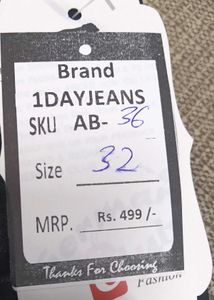 Brand
1DAYJEANS
SKU AB-36
Size 32
MRP. Rs. 499 /-
Thanks For Choosing
Fashion